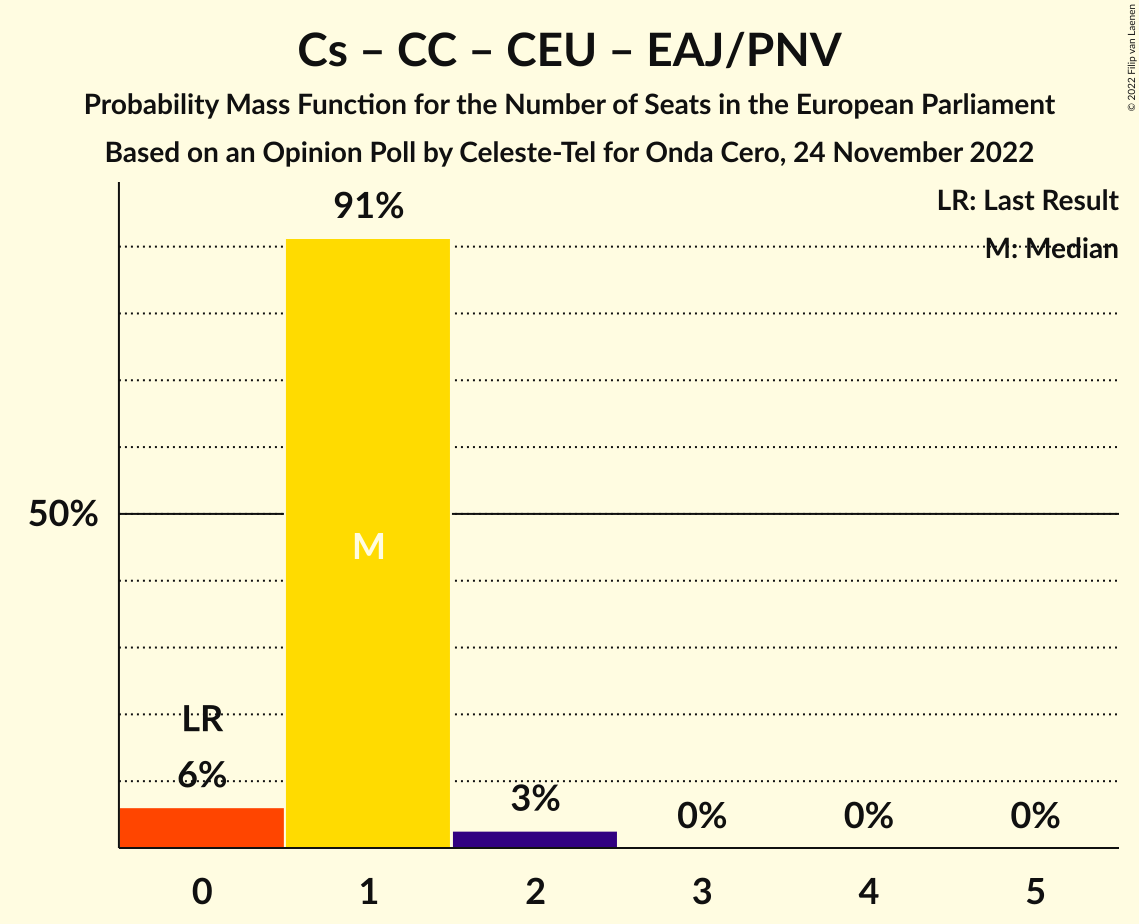 Cs – CC – CEU – EAJ/PNV
Probability Mass Function for the Number of Seats in the European Parliament
Based on an Opinion Poll by Celeste-Tel for Onda Cero, 24 November 2022
© 2022 Filip van Laenen
LR: Last Result
M: Median
91%
50%
M
LR
6%
3%
0%
0%
0%
0
1
2
3
4
5